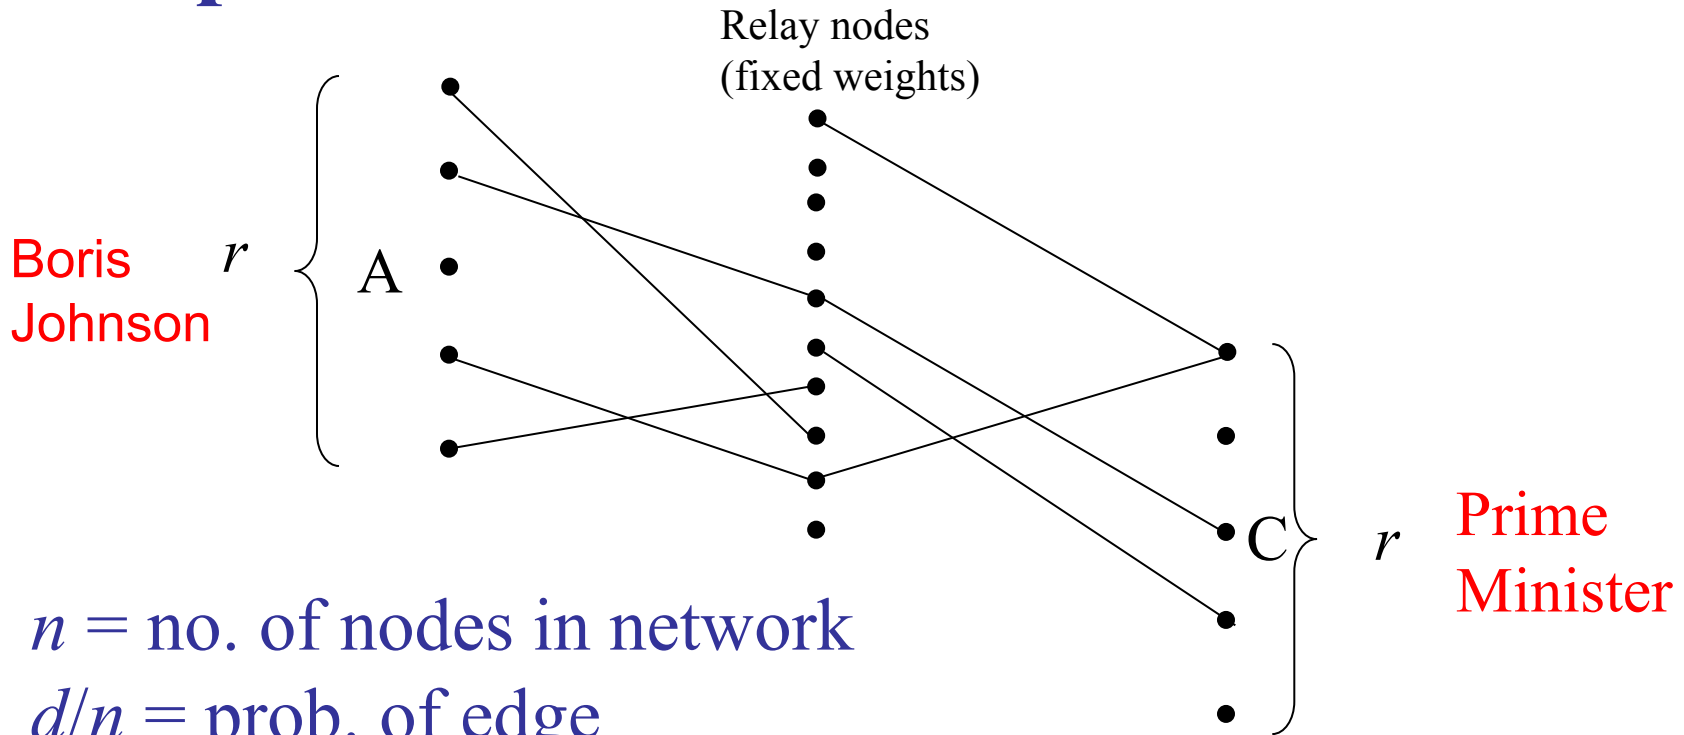 Relay nodes
(fixed weights)
Boris
Johnson
r
A
C
r
Prime
Minister
n = no. of nodes in network
d/n = prob. of edge